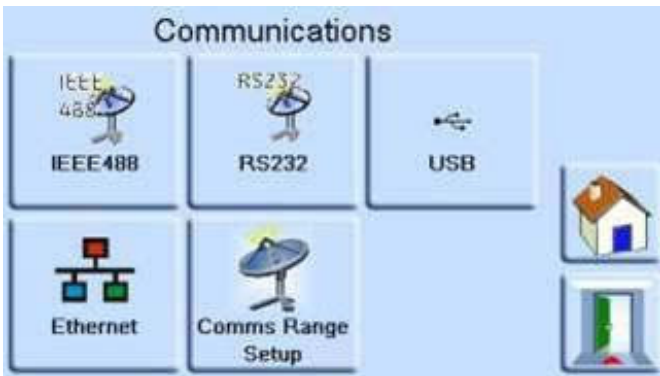 Communications
IEEE
488
IEEE488
RS232
RS232
USB
Ethernet
Comms Range
Setup